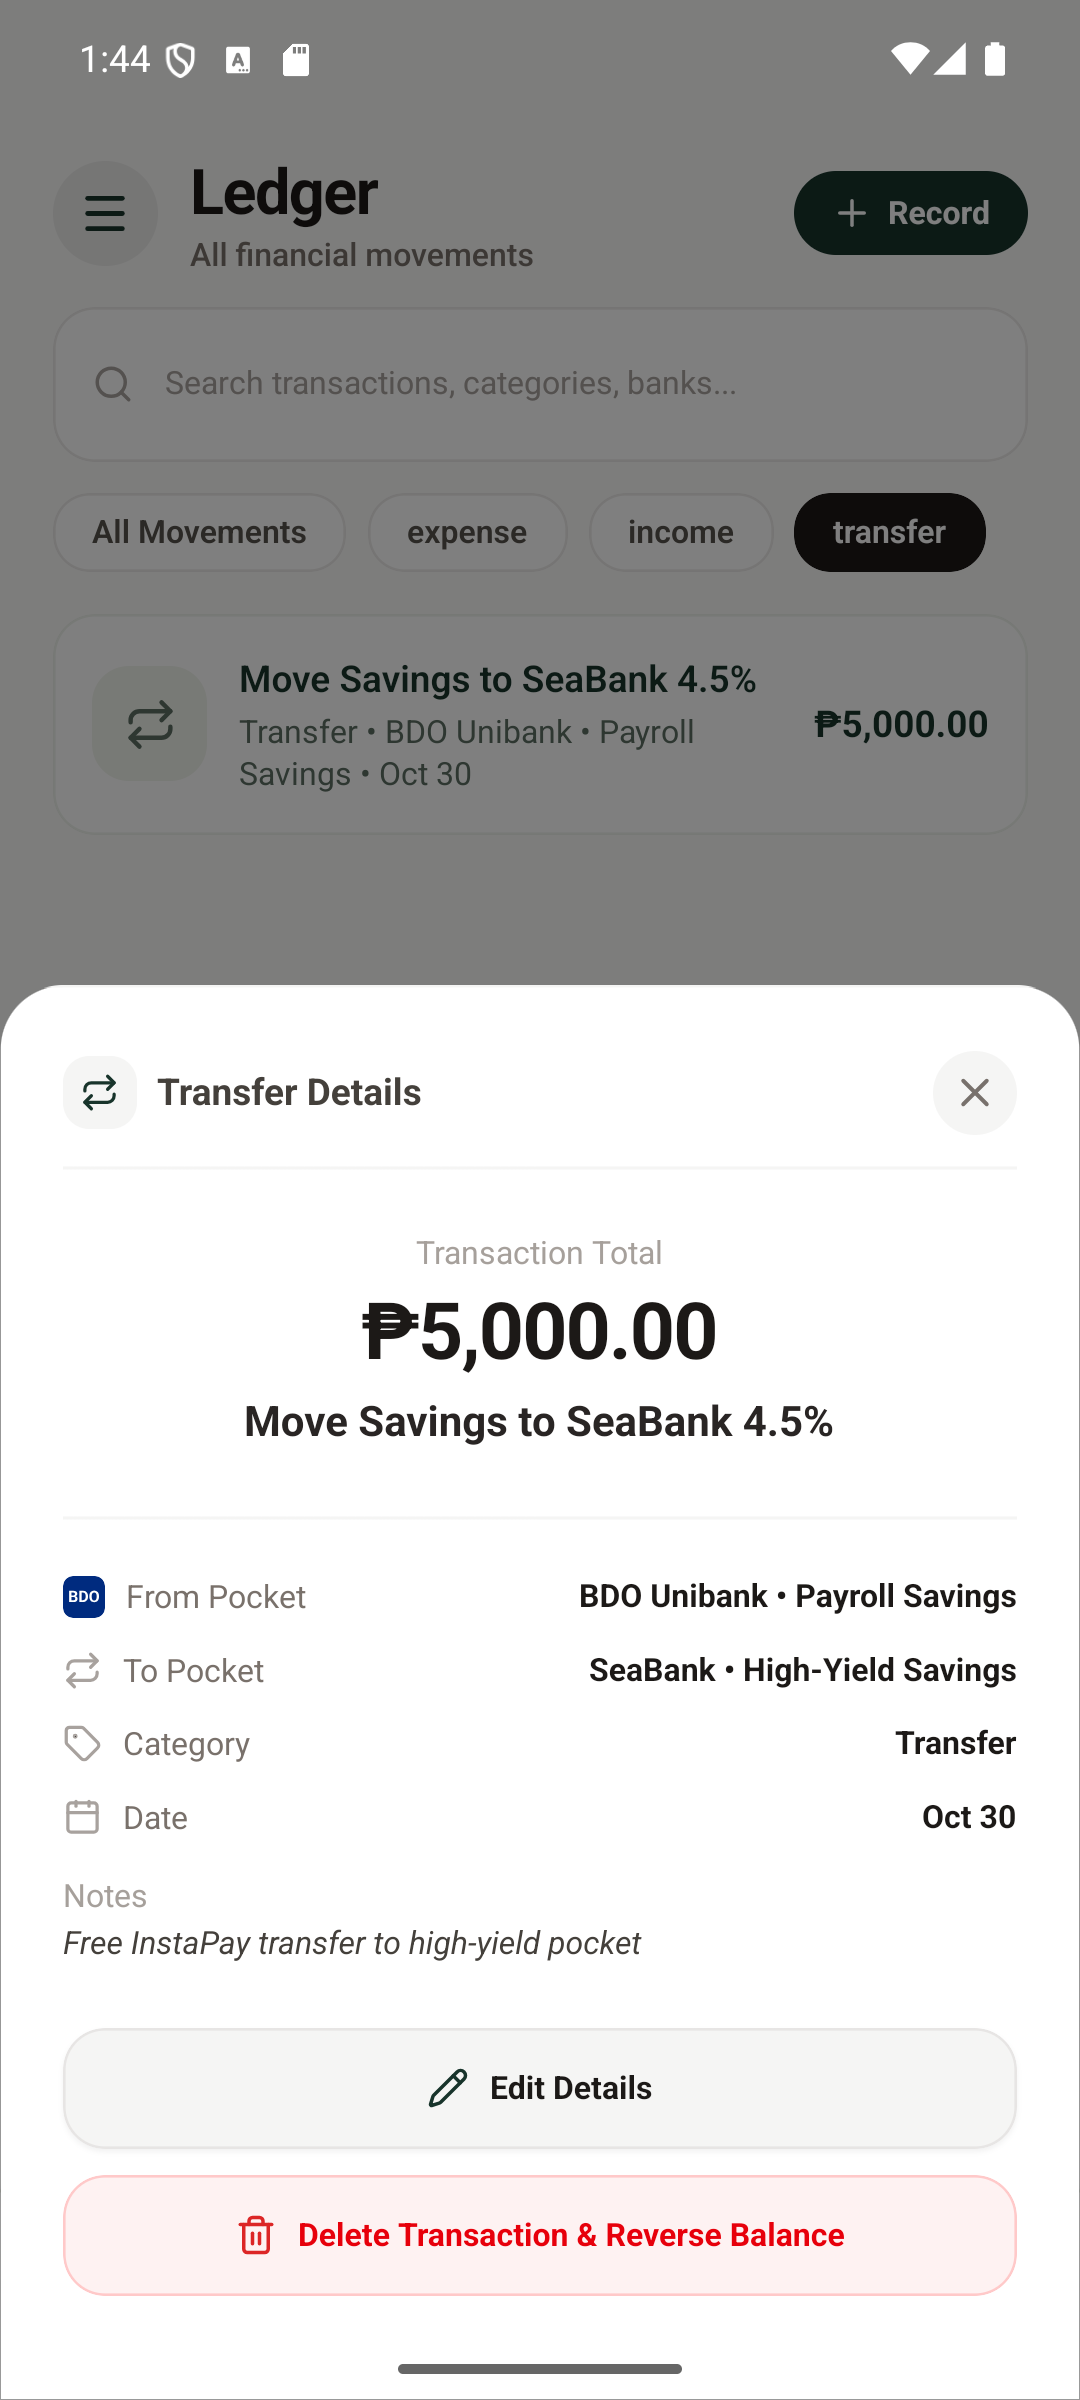 1:44
Ledger
All financial movements
Record
Search transactions, categories, banks...
All Movements
expense
income
transfer
Move Savings to SeaBank 4.5%
Transfer • BDO Unibank • Payroll
Savings • Oct 30
₱5,000.00
Transfer Details
Transaction Total
₱5,000.00
Move Savings to SeaBank 4.5%
BDO From Pocket
BDO Unibank • Payroll Savings
To Pocket
SeaBank • High-Yield Savings
Category
Transfer
Date
Oct 30
Notes
Free InstaPay transfer to high-yield pocket
Edit Details
Delete Transaction & Reverse Balance